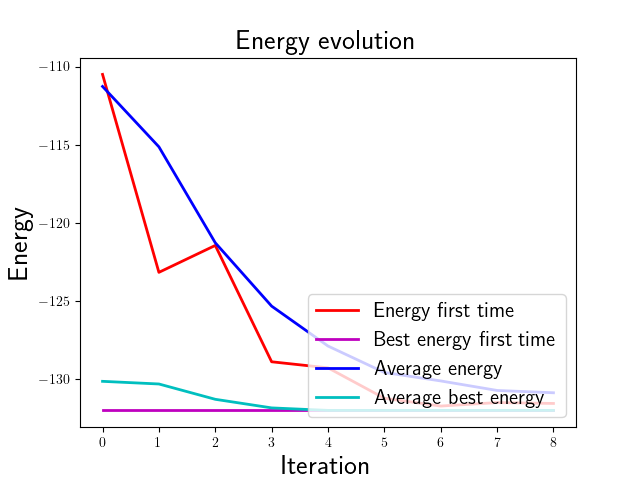 Energy evolution
−110
−115
−120
−125
−130
Energy
Energy first time
Best energy first time
Average energy
Average best energy
0 1 2 3 4 5 6 7 8
Iteration